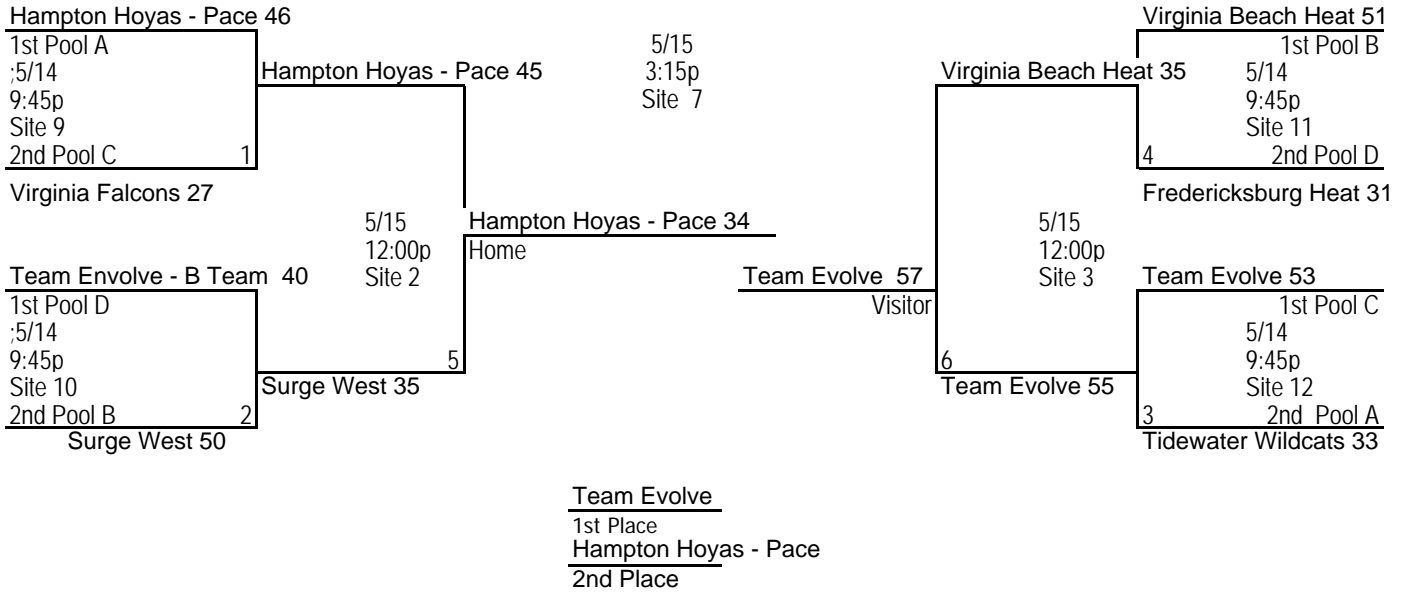 Hampton Hoyas - Pace 46
1st Pool A
;5/14
9:45p
Site 9
2nd Pool C 1
Virginia Falcons 27
Hampton Hoyas - Pace 45
Team Envolve - B Team 40
1st Pool D
;5/14
9:45p
Site 10
2nd Pool B 2
Surge West 50
Surge West 35
5/15
12:00p
Site 2
5
Hampton Hoyas - Pace 34
Home
5/15
3:15p
Site 7
Team Evolve 57
Visitor
Virginia Beach Heat 35
5/15
12:00p
Site 3
6
Team Evolve 55
Virginia Beach Heat 51
1st Pool B
5/14
9:45p
Site 11
4 2nd Pool D
Fredericksburg Heat 31
Team Evolve 53
1st Pool C
5/14
9:45p
Site 12
3 2nd Pool A
Tidewater Wildcats 33
Team Evolve
1st Place
Hampton Hoyas - Pace
2nd Place